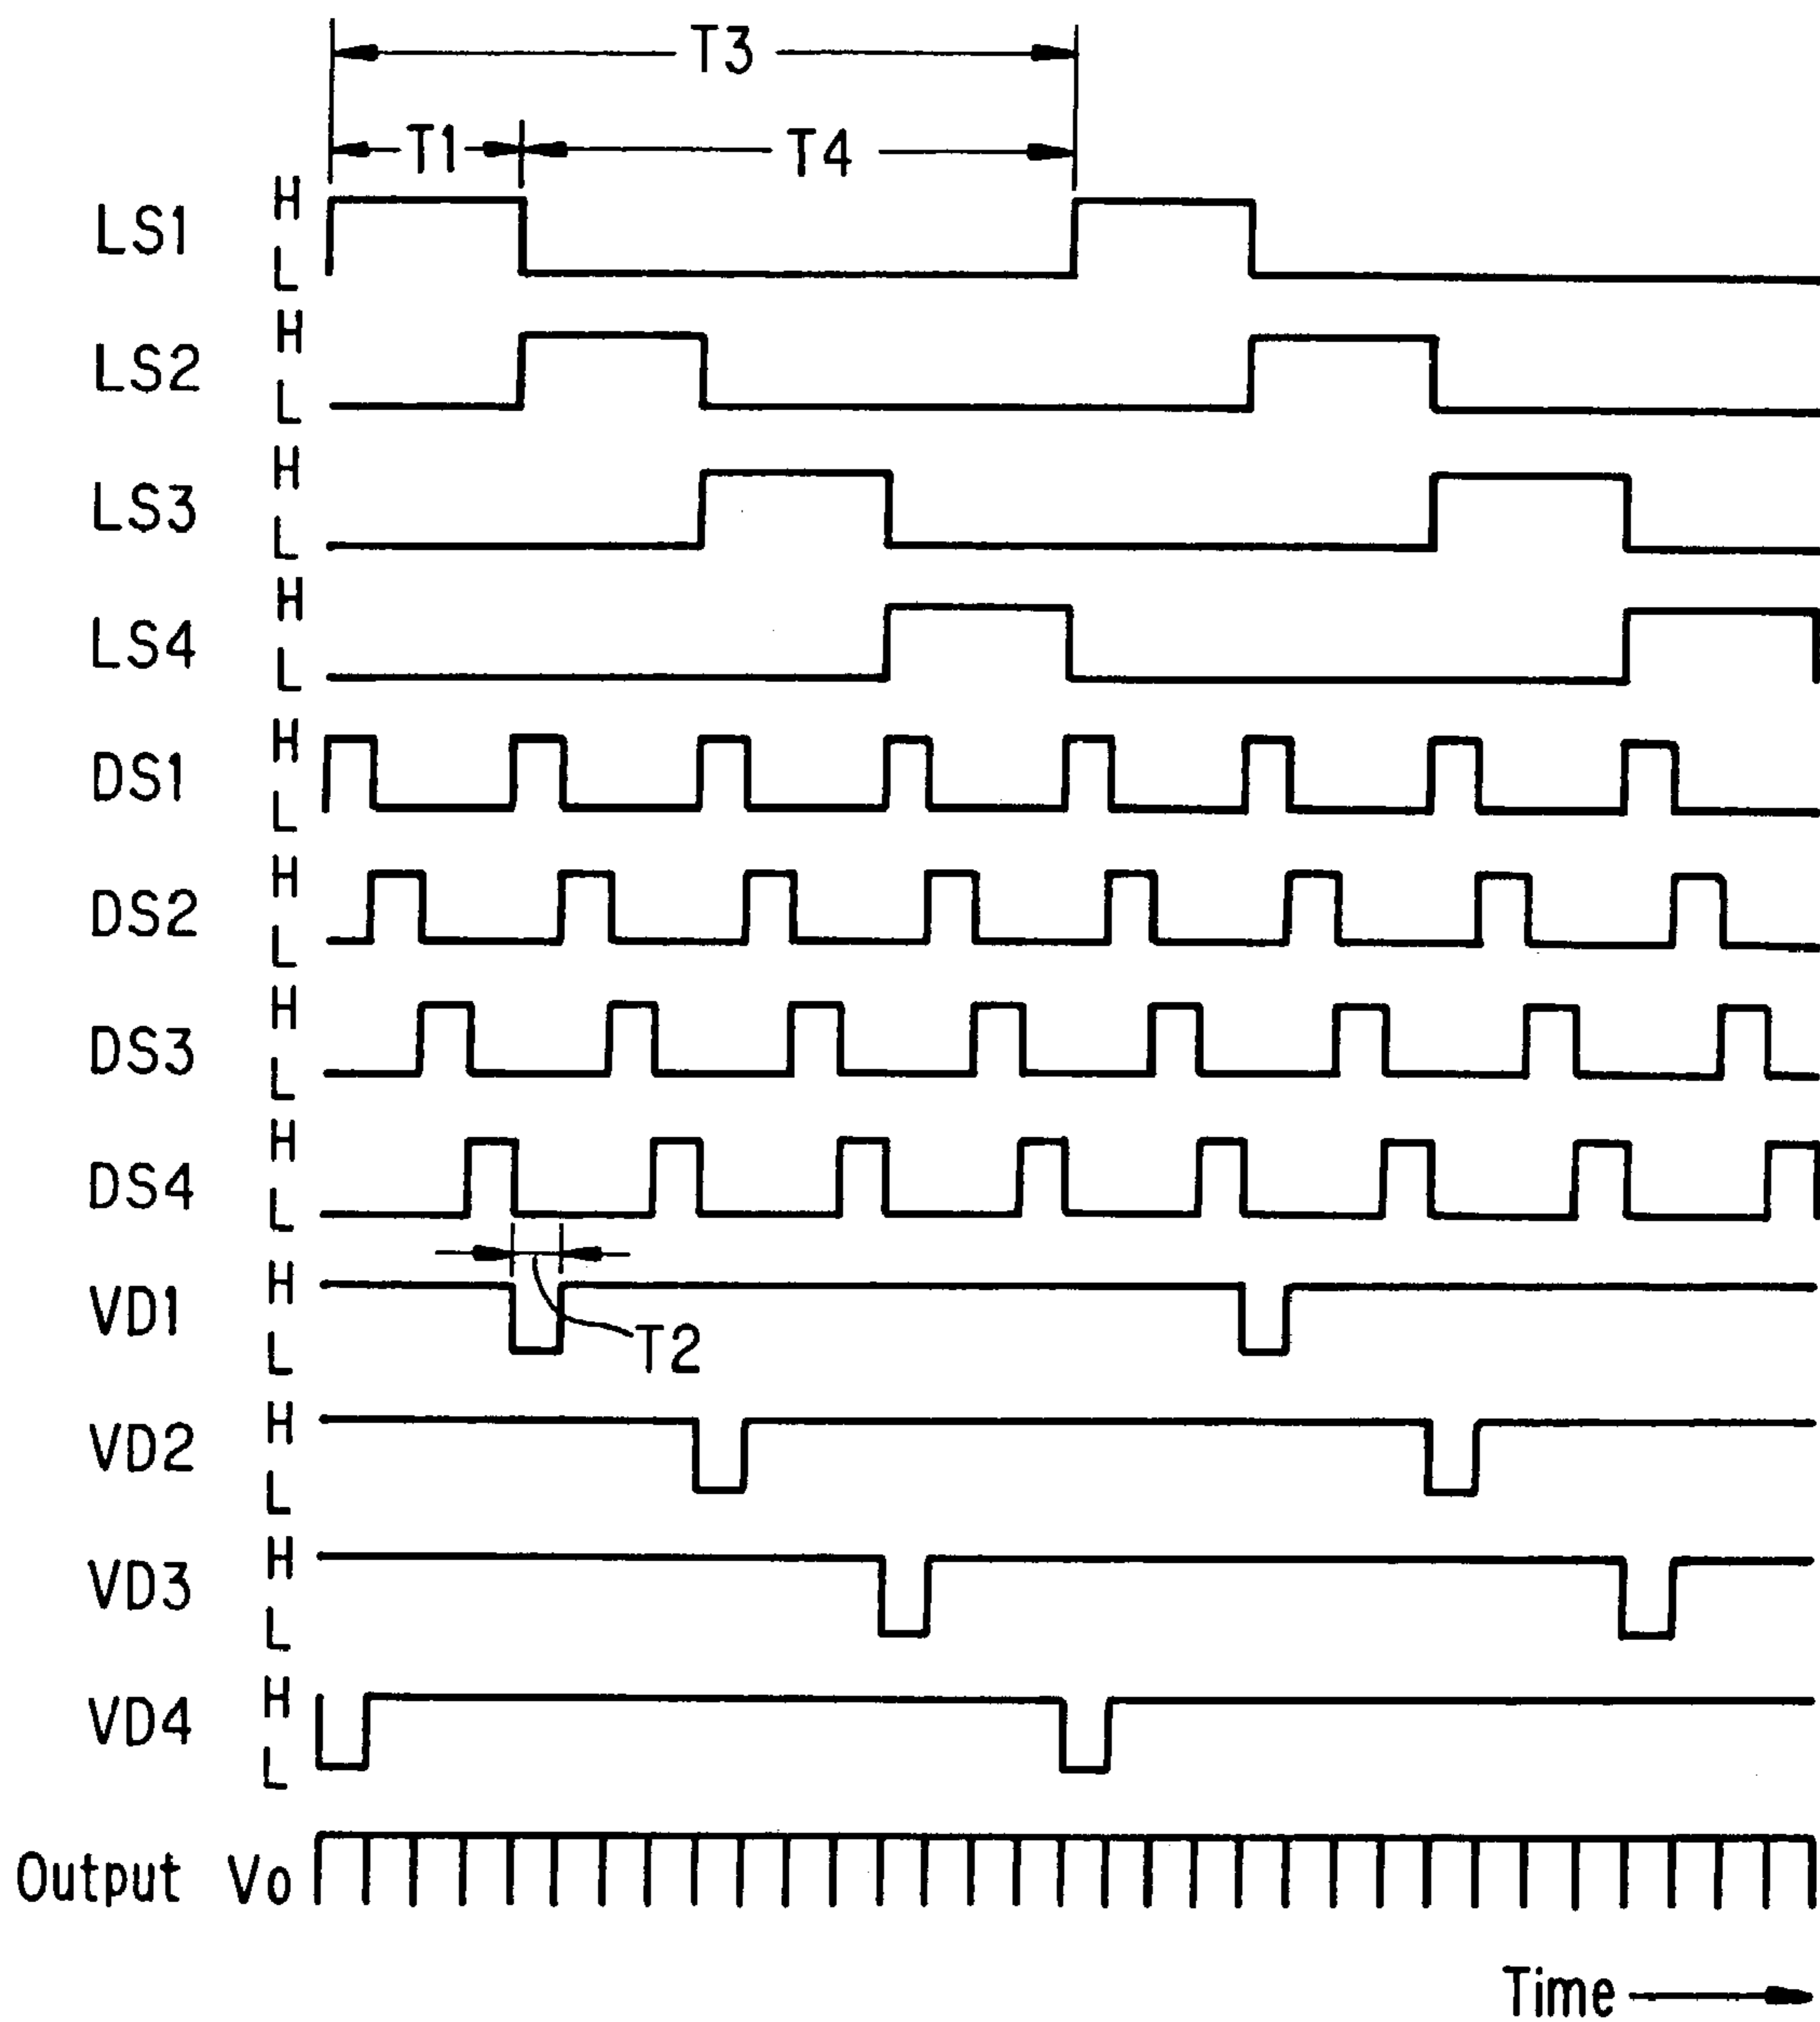 T3
T1 T4
LS1 H L
LS2 H L
LS3 H L
LS4 H L
DS1 H L
DS2 H L
DS3 H L
DS4 H L
VD1 H L
T2
VD2 H L
VD3 H L
VD4 H L
Output Vo
Time